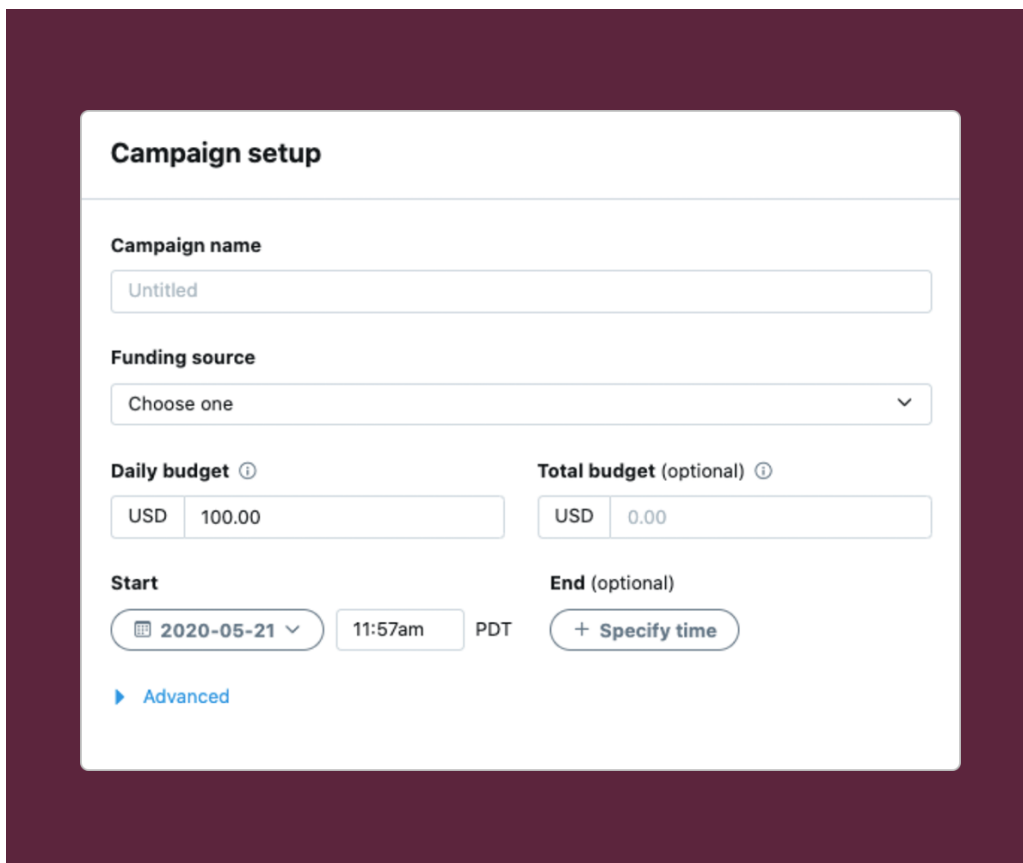 Campaign setup
Campaign name
Untitled
Funding source
Choose one
Daily budget Total budget (optional)
USD 100.00 USD 0.00
Start End (optional)
2020-05-21 11:57am PDT + Specify time
Advanced